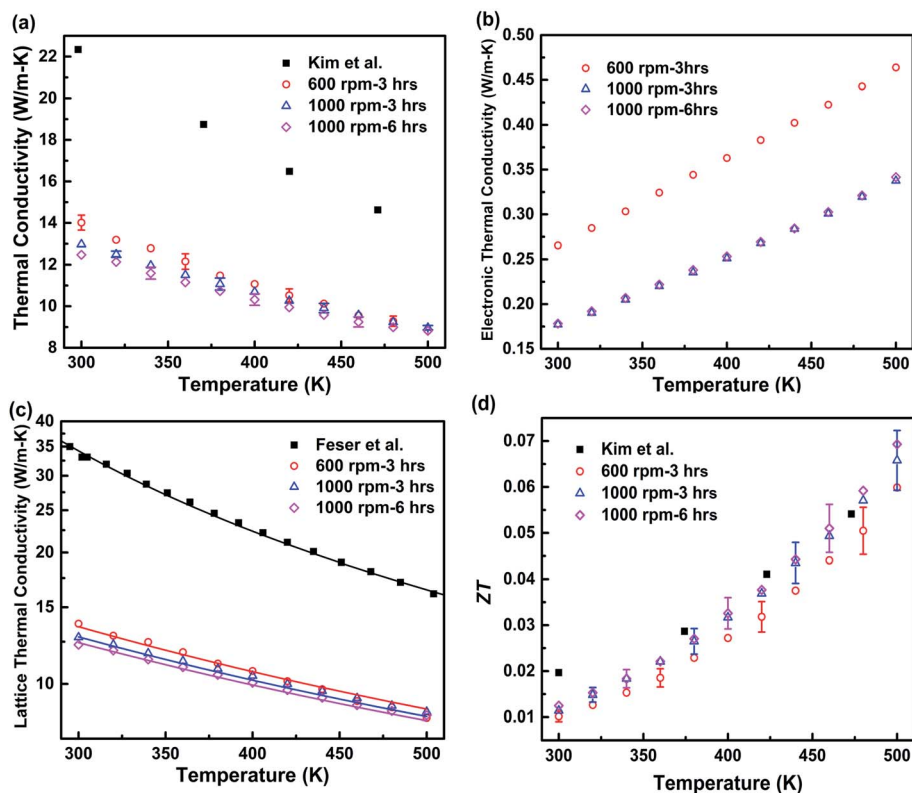 (a)
Thermal Conductivity (W/m-K)
22
20
18
16
14
12
10
8
Kim et al.
600 rpm-3 hrs
1000 rpm-3 hrs
1000 rpm-6 hrs
300 350 400 450 500
Temperature (K)
(b)
Electronic Thermal Conductivity (W/m-K)
0.50
0.45
0.40
0.35
0.30
0.25
0.20
0.15
600 rpm-3hrs
1000 rpm-3hrs
1000 rpm-6hrs
300 350 400 450 500
Temperature (K)
(c)
Lattice Thermal Conductivity (W/m-K)
40
35
30
25
20
15
10
Feser et al.
600 rpm-3 hrs
1000 rpm-3 hrs
1000 rpm-6 hrs
300 350 400 450 500
Temperature (K)
(d)
ZT
0.07
0.06
0.05
0.04
0.03
0.02
0.01
Kim et al.
600 rpm-3 hrs
1000 rpm-3 hrs
1000 rpm-6 hrs
300 350 400 450 500
Temperature (K)